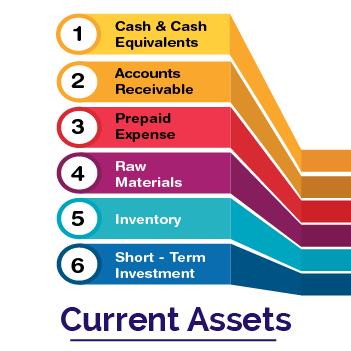 1
Cash & Cash
Equivalents
2
Accounts
Receivable
3
Prepaid
Expense
4
Raw
Materials
5
Inventory
6
Short - Term
Investment
Current Assets